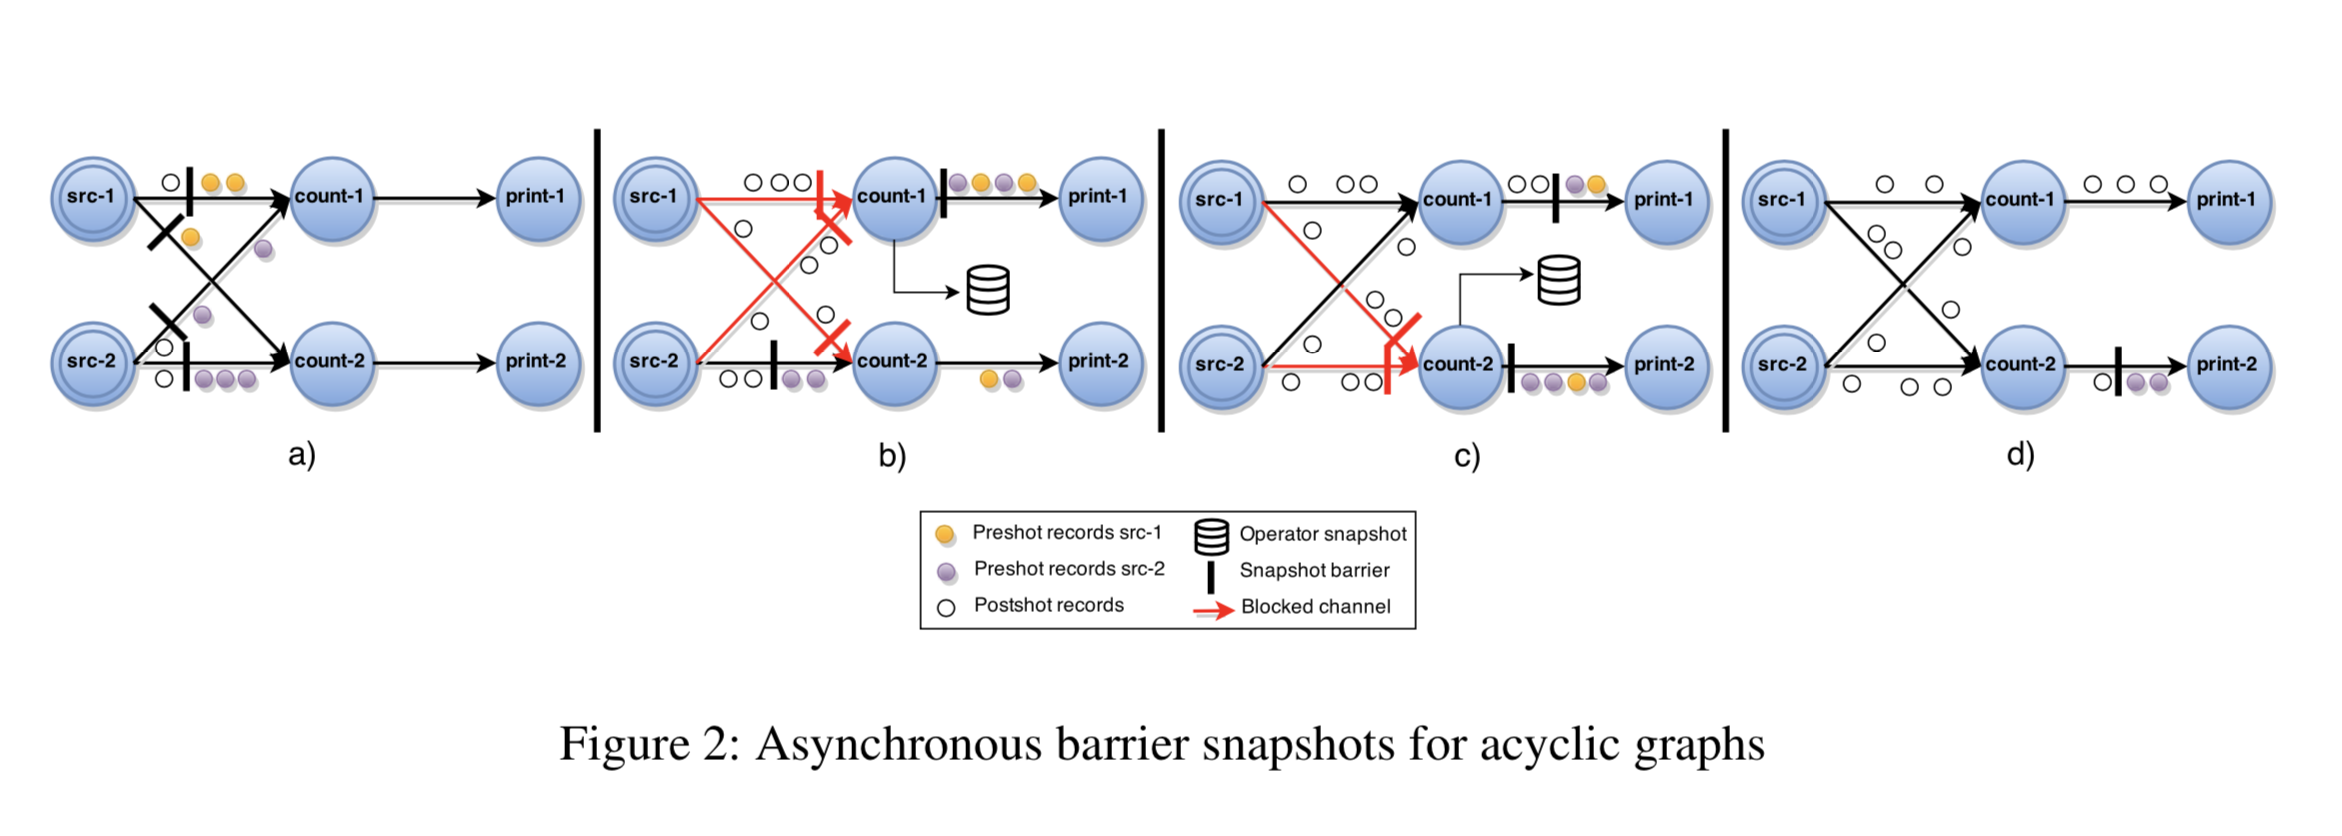 src-1 count-1 print-1 src-1 count-1 print-1 src-1 count-1 print-1 src-1 count-1 print-1
src-2 count-2 print-2 src-2 count-2 print-2 src-2 count-2 print-2 src-2 count-2 print-2
a) b) c) d)
Preshot records src-1 Operator snapshot
Preshot records src-2 Snapshot barrier
Postshot records Blocked channel
Figure 2: Asynchronous barrier snapshots for acyclic graphs